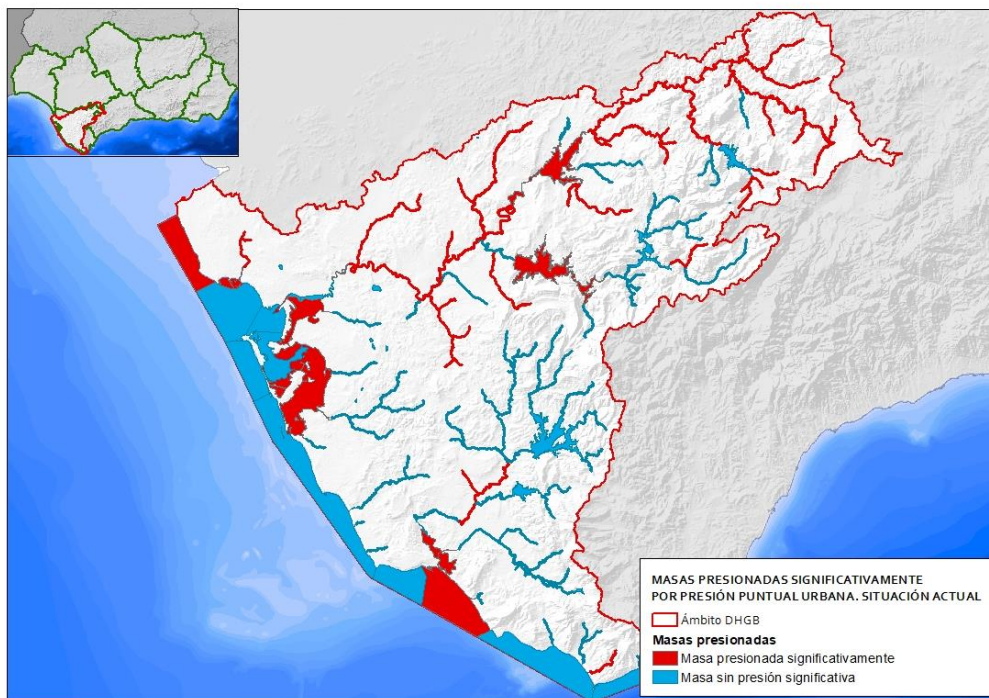 MASAS PRESIONADAS SIGNIFICATIVAMENTE
POR PRESIÓN PUNTUAL URBANA. SITUACIÓN ACTUAL
Ámbito DHGB
Masas presionadas
Masa presionada significativamente
Masa sin presión significativa